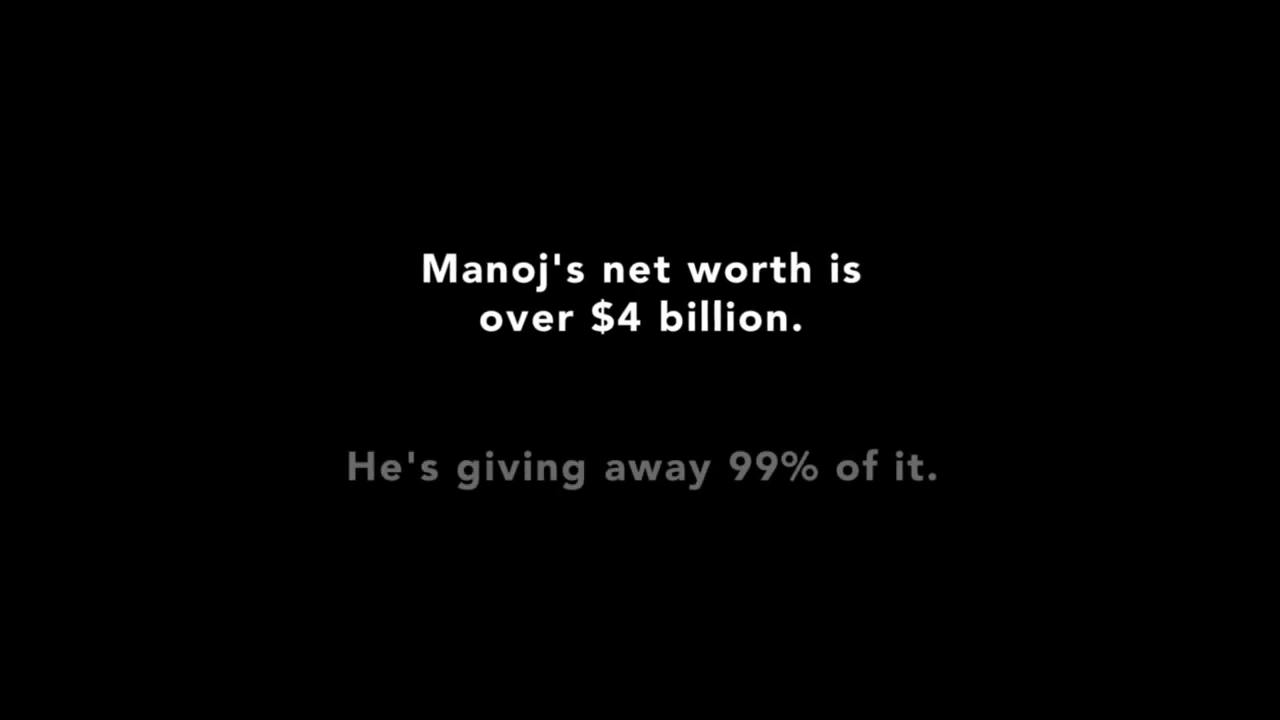 Manoj's net worth is
over $4 billion.
He's giving away 99% of it.